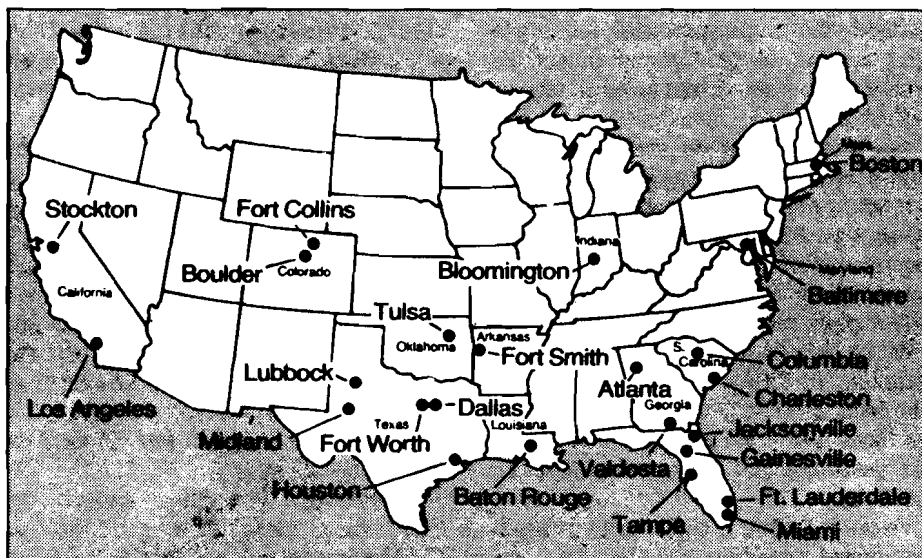 Mass.
Boston
Stockton
Fort Collins
Indiana
Boulder
Colorado
Bloomington
Maryland
Baltimore
California
Tulsa
Oklahoma
Arkansas
Fort Smith
S.
Carolina
Columbia
Lubbock
Atlanta
Los Angeles
Dallas
Georgia
Charleston
Midland
Texas
Louisiana
Fort Worth
Jacksonville
Valdosta
Gainesville
Houston
Baton Rouge
Ft. Lauderdale
Tampa
Miami